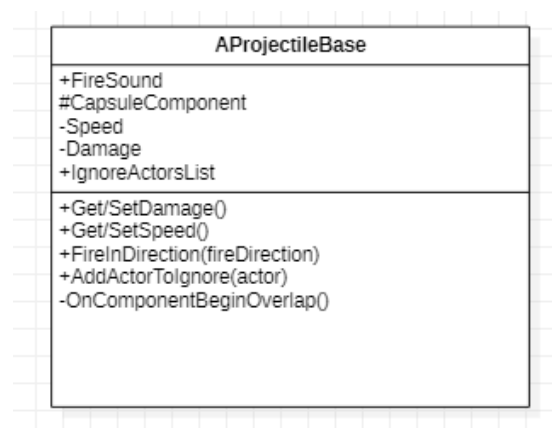 AProjectileBase
+FireSound
#CapsuleComponent
-Speed
-Damage
+IgnoreActorsList
+Get/SetDamage()
+Get/SetSpeed()
+FireInDirection(fireDirection)
+AddActorToIgnore(actor)
-OnComponentBeginOverlap()